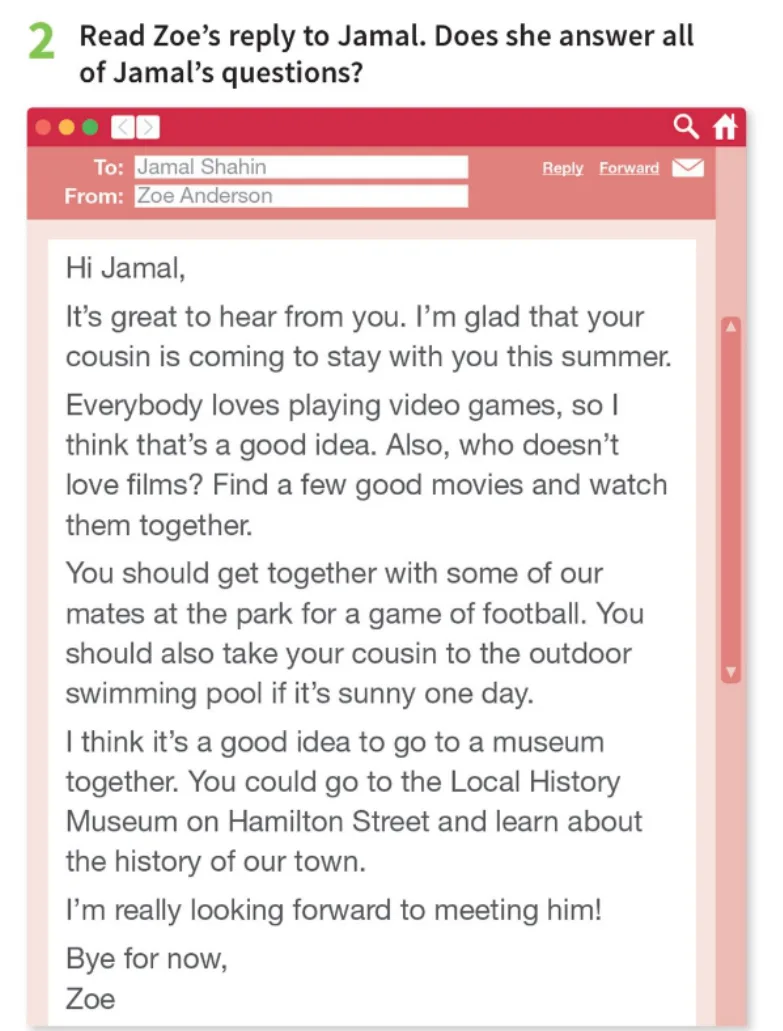 2 Read Zoe’s reply to Jamal. Does she answer all
of Jamal’s questions?
To: Jamal Shahin
Reply Forward
From: Zoe Anderson
Hi Jamal,
It’s great to hear from you. I’m glad that your
cousin is coming to stay with you this summer.
Everybody loves playing video games, so I
think that’s a good idea. Also, who doesn’t
love films? Find a few good movies and watch
them together.
You should get together with some of our
mates at the park for a game of football. You
should also take your cousin to the outdoor
swimming pool if it’s sunny one day.
I think it’s a good idea to go to a museum
together. You could go to the Local History
Museum on Hamilton Street and learn about
the history of our town.
I’m really looking forward to meeting him!
Bye for now,
Zoe